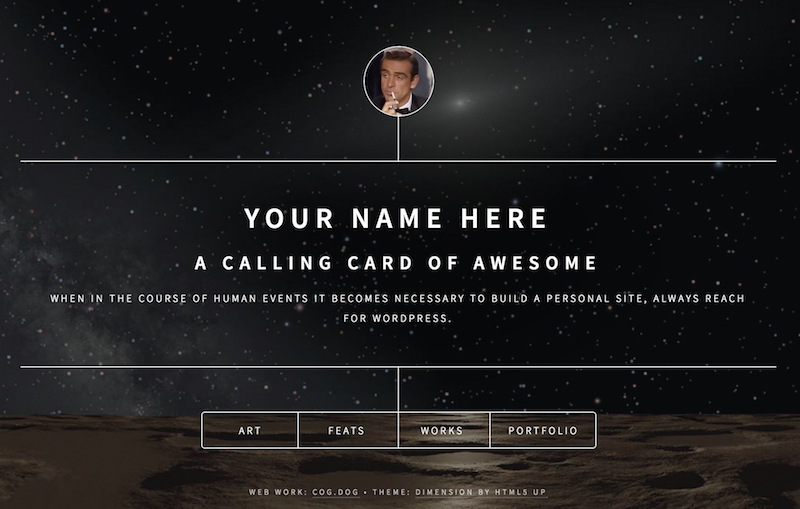 YOUR NAME HERE
A CALLING CARD OF AWESOME
WHEN IN THE COURSE OF HUMAN EVENTS IT BECOMES NECESSARY TO BUILD A PERSONAL SITE, ALWAYS REACH
FOR WORDPRESS.
ART FEATS WORKS PORTFOLIO
WEB WORK: COG.DOG • THEME: DIMENSION BY HTML5 UP